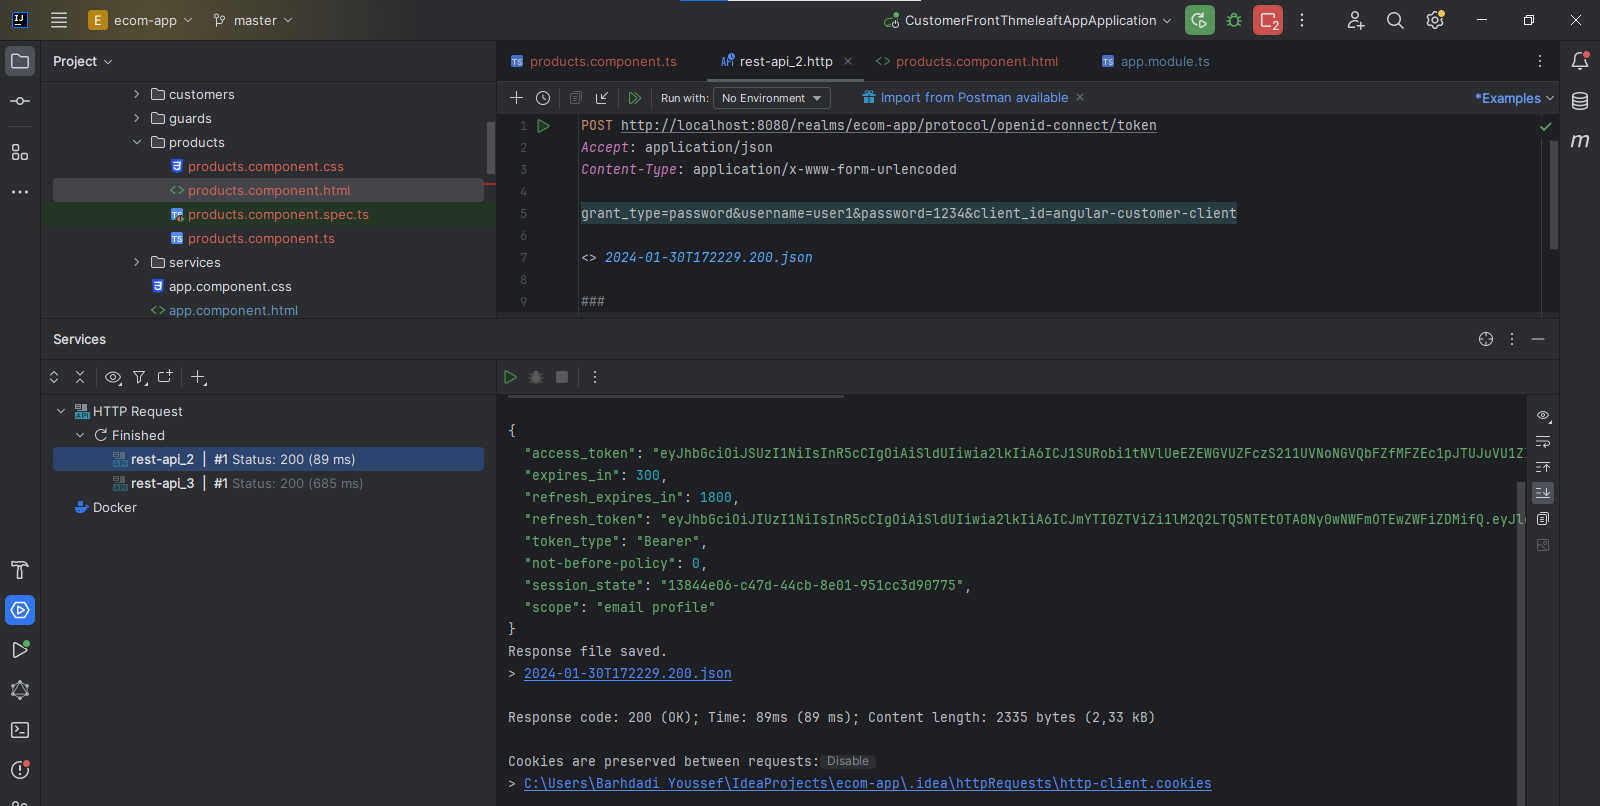 E ecom-app
master
CustomerFrontThmeleaftAppApplication
2
Project
products.component.ts
rest-api_2.http
products.component.html
app.module.ts
customers
guards
products
products.component.css
products.component.html
products.component.spec.ts
products.component.ts
services
app.component.css
app.component.html
Run with: No Environment
Import from Postman available
*Examples
1 POST http://localhost:8080/realms/ecom-app/protocol/openid-connect/token
2 Accept: application/json
3 Content-Type: application/x-www-form-urlencoded
4
5 grant_type=password&username=user1&password=1234&client_id=angular-customer-client
6
7 <> 2024-01-30T172229.200.json
8
9 ###
Services
HTTP Request
Finished
rest-api_2 | #1 Status: 200 (89 ms)
rest-api_3 | #1 Status: 200 (685 ms)
Docker
{
"access_token":
"expires_in": 300,
"refresh_expires_in": 1800,
"refresh_token":
"token_type": "Bearer",
"not-before-policy": 0,
"session_state": "13844e06-c47d-44cb-8e01-951cc3d90775",
"scope": "email profile"
}
Response file saved.
> 2024-01-30T172229.200.json
Response code: 200 (OK); Time: 89ms (89 ms); Content length: 2335 bytes (2,33 kB)
Cookies are preserved between requests: Disable
> C:\Users\Barhdadi Youssef\IdeaProjects\ecom-app\.idea\httpRequests\http-client.cookies